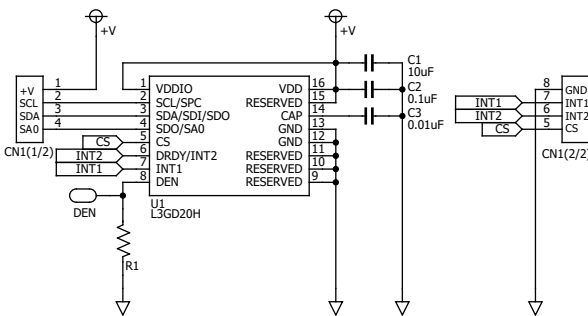 +V
+V
C1
10uF
C2
0.1uF
C3
0.01uF
+V 1
SCL 2
SDA 3
SA0 4
CN1(1/2)
CS
INT2
INT1
1 VDDIO VDD 16
2 SCL/SPC RESERVED 15
3 SDA/SDI/SDO CAP 14
4 SDO/SA0 GND 13
5 CS GND 12
6 DRDY/INT2 RESERVED 11
7 INT1 RESERVED 10
8 DEN RESERVED 9
U1
L3GD20H
DEN
R1
8 GND
INT1 7 INT1
INT2 6 INT2
CS 5 CS
CN1(2/2)